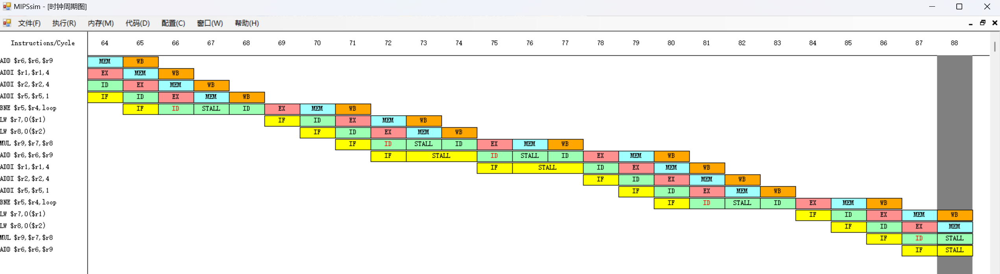 MIPSsim - [时钟周期图]
文件(F) 执行(R) 内存(M) 代码(D) 配置(C) 窗口(W) 帮助(H)
Instructions/Cycle 64 65 66 67 68 69 70 71 72 73 74 75 76 77 78 79 80 81 82 83 84 85 86 87 88
ADD $r6,$r6,$r9 MEM WB
ADDI $r1,$r1,4 EX MEM WB
ADDI $r2,$r2,4 ID EX MEM WB
ADDI $r5,$r5,1 IF ID EX MEM WB
BNE $r5,$r4,loop IF ID STALL ID EX MEM WB
LW $r7,0($r1) IF ID EX MEM WB
LW $r8,0($r2) IF ID EX MEM WB
MUL $r9,$r7,$r8 IF ID STALL ID EX MEM WB
ADD $r6,$r6,$r9 IF STALL ID STALL ID EX MEM WB
ADDI $r1,$r1,4 IF STALL ID EX MEM WB
ADDI $r2,$r2,4 IF ID EX MEM WB
ADDI $r5,$r5,1 IF ID EX MEM WB
BNE $r5,$r4,loop IF ID STALL ID EX MEM WB
LW $r7,0($r1) IF ID EX MEM WB
LW $r8,0($r2) IF ID EX MEM
MUL $r9,$r7,$r8 IF ID STALL
ADD $r6,$r6,$r9 IF STALL